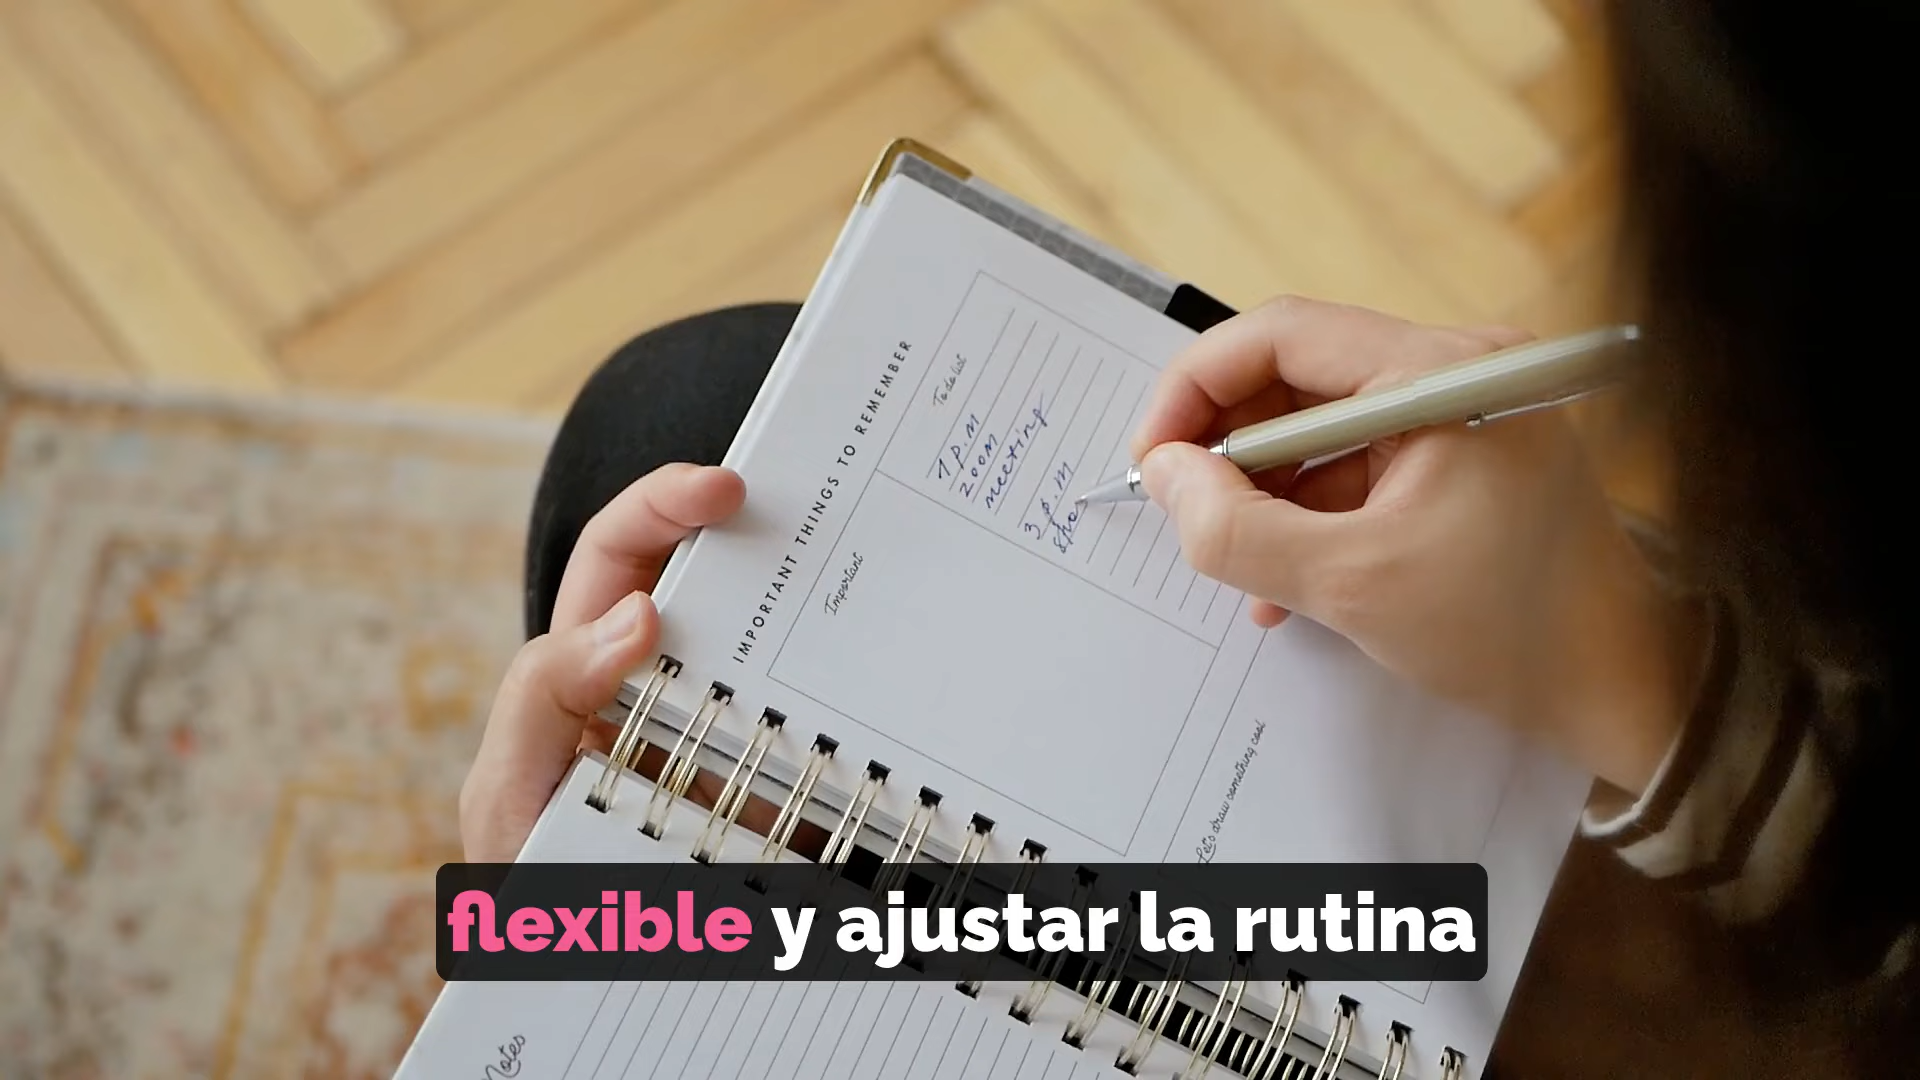 IMPORTANT THINGS TO REMEMBER
To do list
1 p.m
zoom
meeting
3 p.m
Important
Let's draw something cool
flexible y ajustar la rutina
Notes